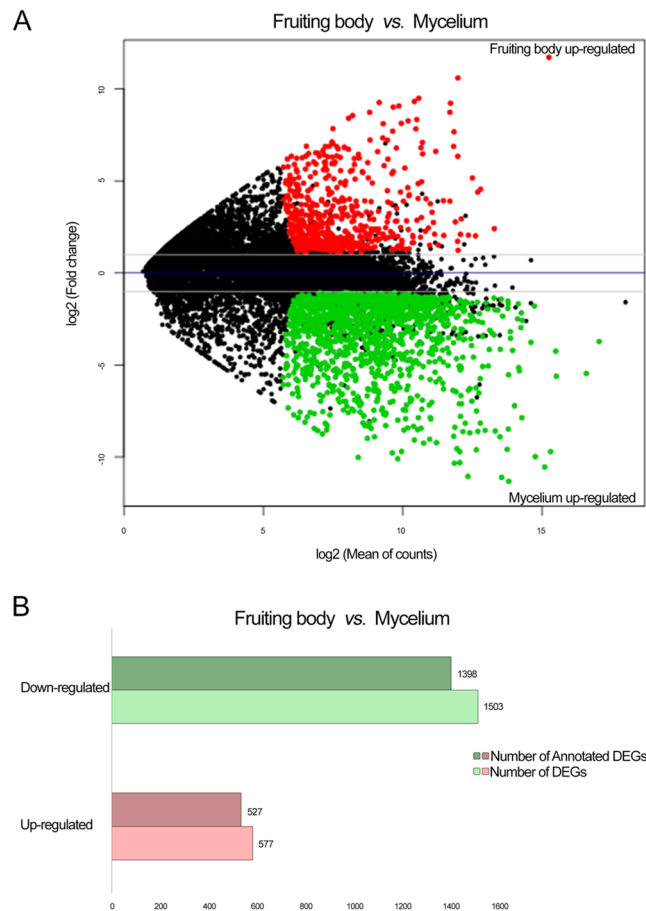 A
Fruiting body vs. Mycelium
Fruiting body up-regulated
10
5
0
-5
-10
log2 (Fold change)
Mycelium up-regulated
0 5 10 15
log2 (Mean of counts)
B
Fruiting body vs. Mycelium
Down-regulated
1398
1503
Number of Annotated DEGs
Number of DEGs
Up-regulated
527
577
0 200 400 600 800 1000 1200 1400 1600